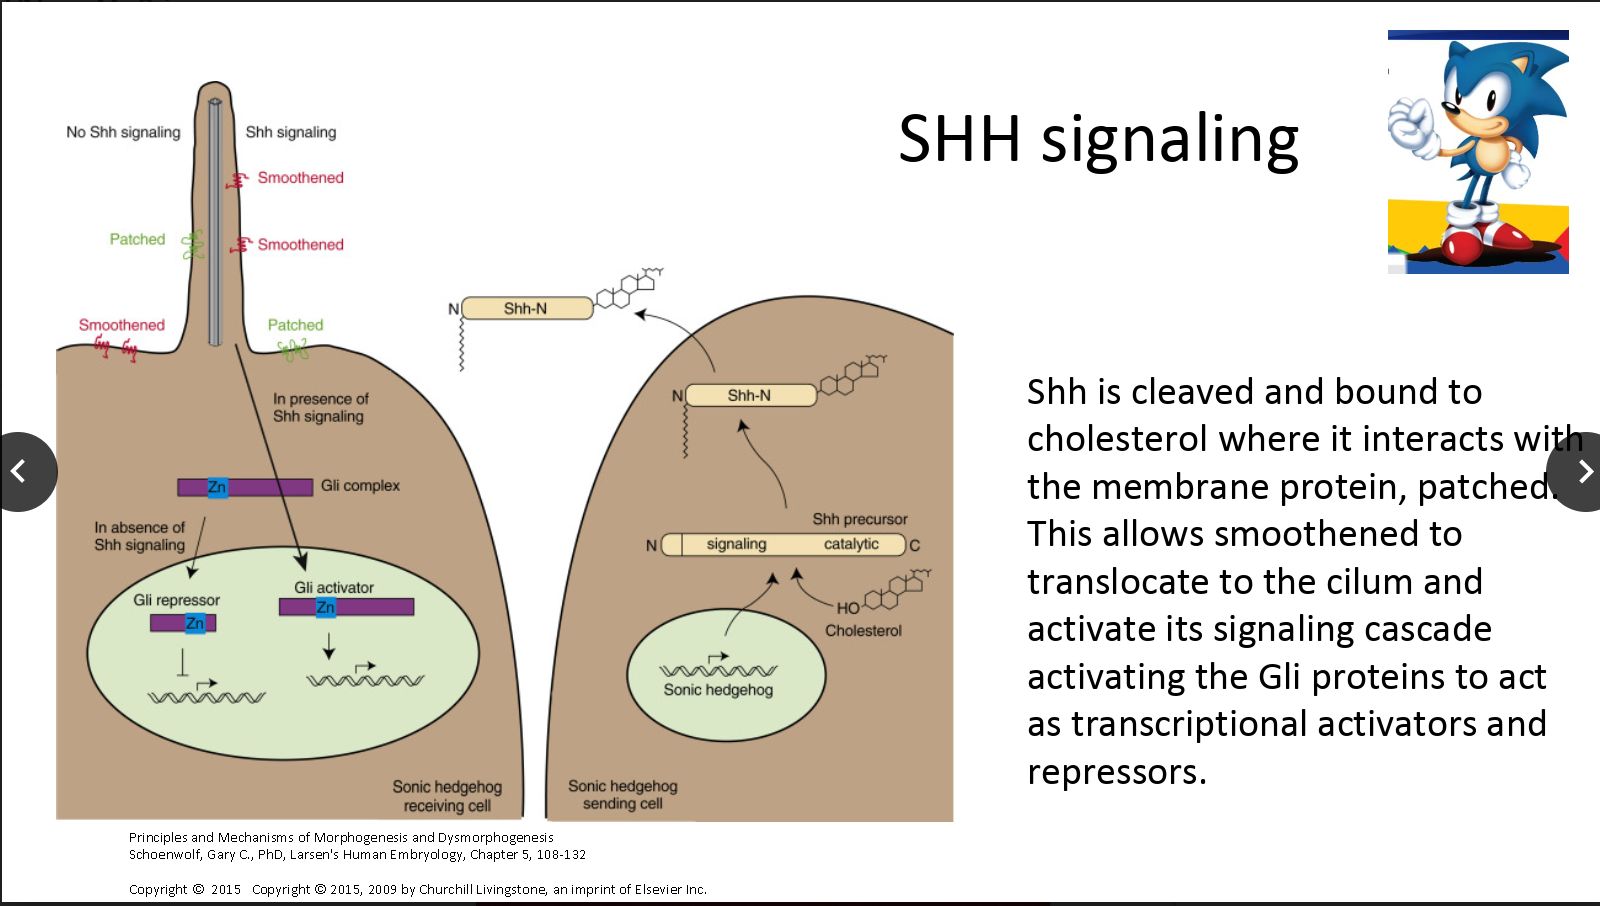 SHH signaling
No Shh signaling
Shh signaling
Smoothened
Patched
Smoothened
Smoothened
Patched
In presence of
Shh signaling
Zn
Gli complex
In absence of
Shh signaling
Gli repressor
Zn
Gli activator
Zn
Sonic hedgehog
receiving cell
N
Shh-N
N
Shh-N
Shh precursor
N
signaling
catalytic
C
HO
Cholesterol
Sonic hedgehog
Sonic hedgehog
sending cell
Shh is cleaved and bound to
cholesterol where it interacts with
the membrane protein, patched.
This allows smoothened to
translocate to the cilum and
activate its signaling cascade
activating the Gli proteins to act
as transcriptional activators and
repressors.
Principles and Mechanisms of Morphogenesis and Dysmorphogenesis
Schoenwolf, Gary C., PhD, Larsen's Human Embryology, Chapter 5, 108-132
Copyright © 2015 Copyright © 2015, 2009 by Churchill Livingstone, an imprint of Elsevier Inc.